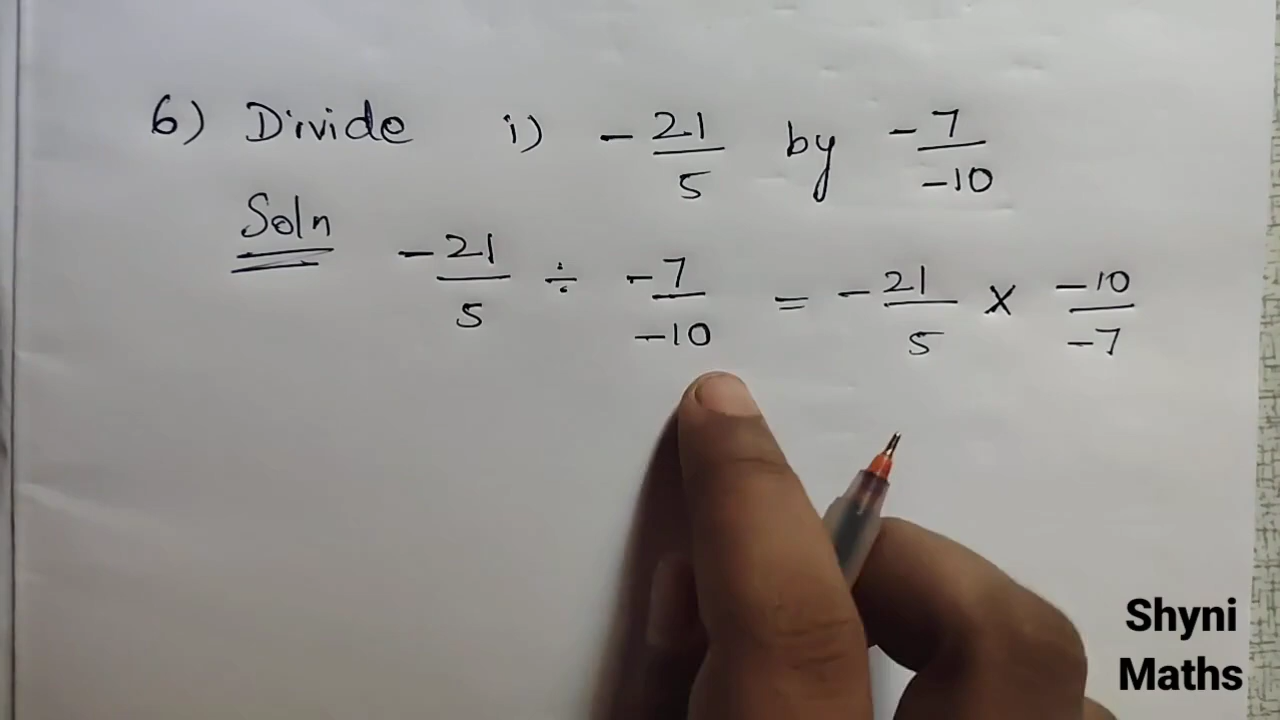 6) Divide i) -21/5 by -7/-10
Soln
-21/5 ÷ -7/-10 = -21/5 × -10/-7
Shyni
Maths